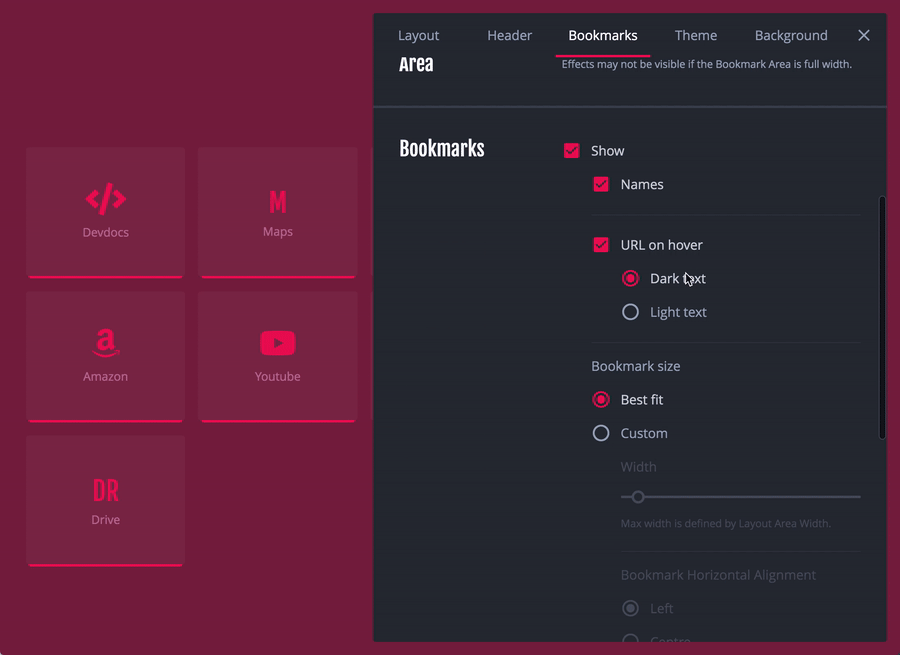 Layout Header Bookmarks Theme Background
Area
Effects may not be visible if the Bookmark Area is full width.
Bookmarks
Show
Names
URL on hover
Dark text
Light text
Bookmark size
Best fit
Custom
Width
Max width is defined by Layout Area Width.
Bookmark Horizontal Alignment
Left
Centre
Devdocs
M
Maps
Amazon
Youtube
DR
Drive